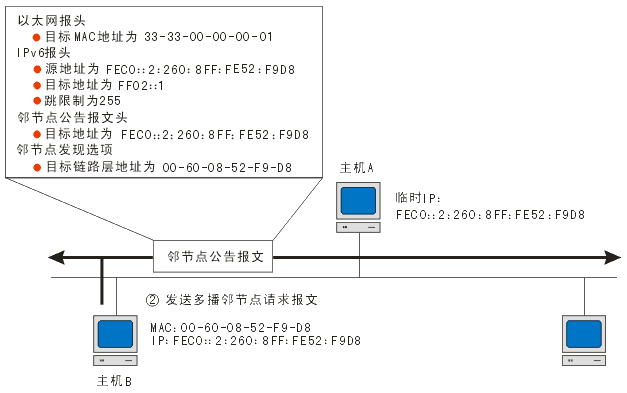 以太网报头
目标MAC地址为 33-33-00-00-00-01
IPv6报头
源地址为 FEC0::2:260:8FF:FE52:F9D8
目标地址为 FF02::1
跳限制为255
邻节点公告报文头
目标地址为 FEC0::2:260:8FF:FE52:F9D8
邻节点发现选项
目标链路层地址为 00-60-08-52-F9-D8
主机A
临时IP:
FEC0::2:260:8FF:FE52:F9D8
邻节点公告报文
② 发送多播邻节点请求报文
MAC:00-60-08-52-F9-D8
IP:FEC0::2:260:8FF:FE52:F9D8
主机B